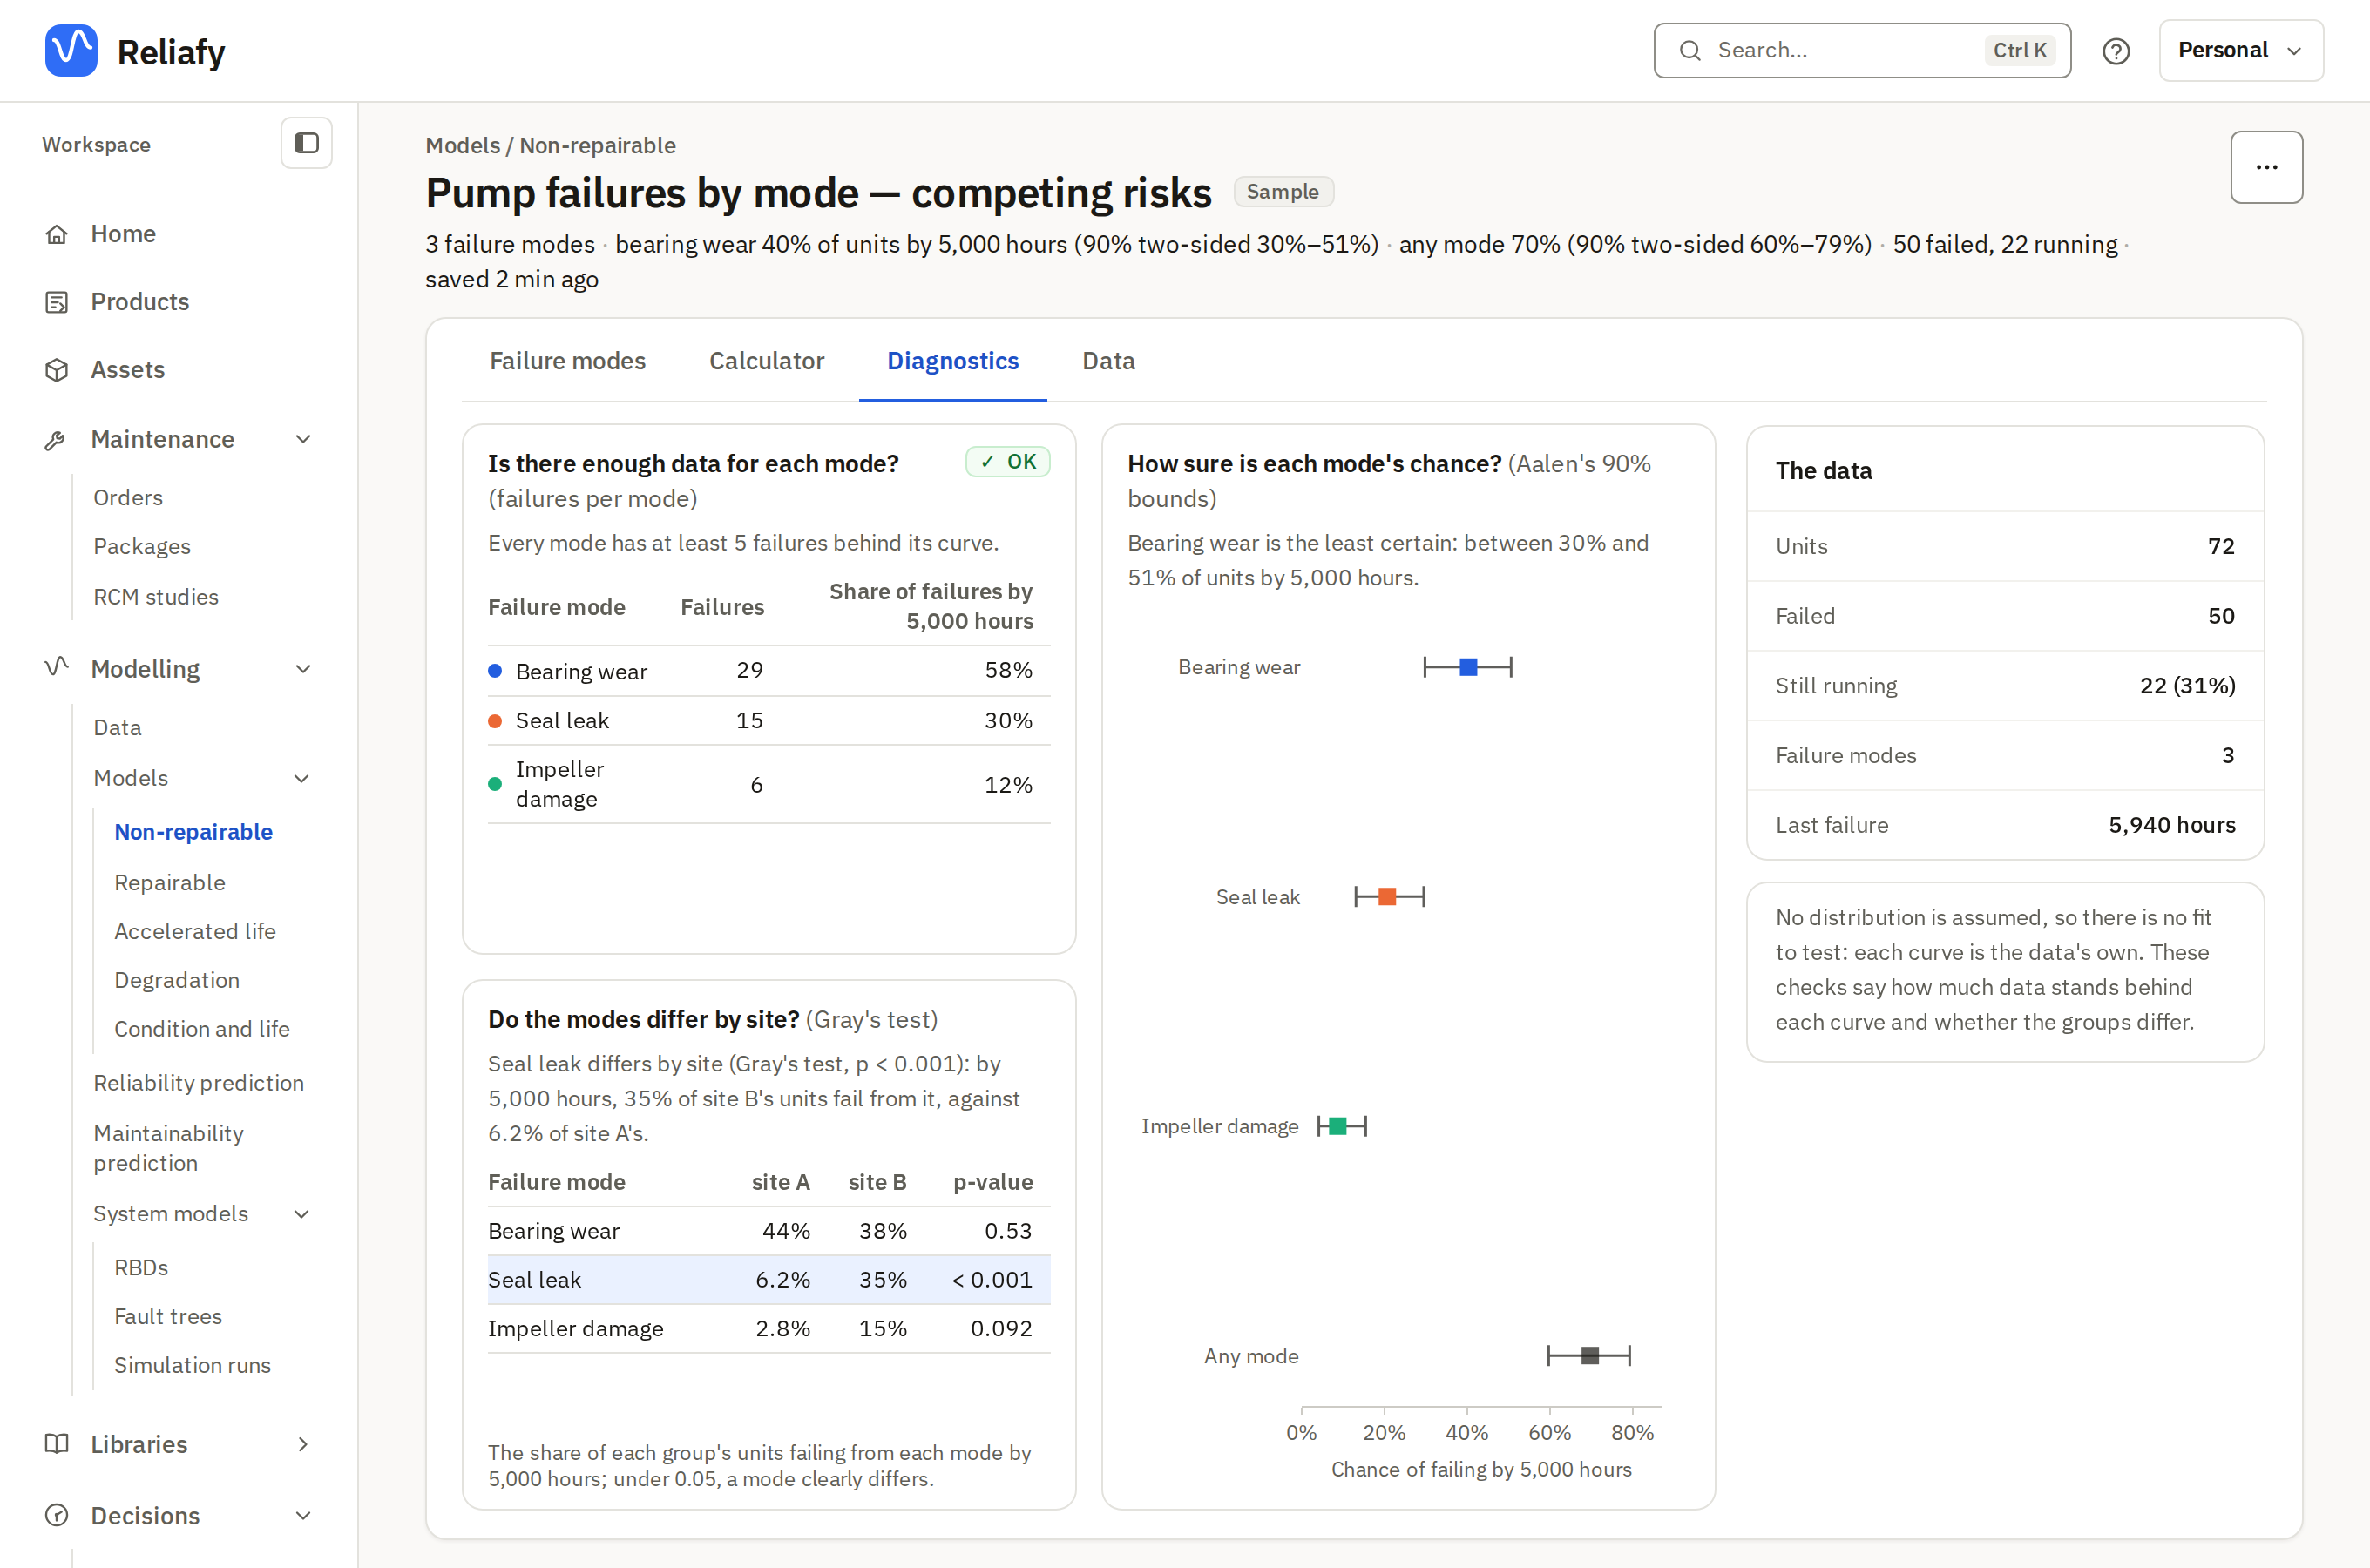 Reliafy
Search...
Ctrl K
Personal
Workspace
Home
Products
Assets
Maintenance
Orders
Packages
RCM studies
Modelling
Data
Models
Non-repairable
Repairable
Accelerated life
Degradation
Condition and life
Reliability prediction
Maintainability
prediction
System models
RBDs
Fault trees
Simulation runs
Libraries
Decisions
Models / Non-repairable
Pump failures by mode — competing risks
Sample
3 failure modes · bearing wear 40% of units by 5,000 hours (90% two-sided 30%–51%) · any mode 70% (90% two-sided 60%–79%) · 50 failed, 22 running ·
saved 2 min ago
Failure modes
Calculator
Diagnostics
Data
Is there enough data for each mode?
(failures per mode)
✓ OK
Every mode has at least 5 failures behind its curve.
Failure mode Failures Share of failures by
5,000 hours
Bearing wear 29 58%
Seal leak 15 30%
Impeller
damage 6 12%
Do the modes differ by site? (Gray's test)
Seal leak differs by site (Gray's test, p < 0.001): by
5,000 hours, 35% of site B's units fail from it, against
6.2% of site A's.
Failure mode site A site B p-value
Bearing wear 44% 38% 0.53
Seal leak 6.2% 35% < 0.001
Impeller damage 2.8% 15% 0.092
The share of each group's units failing from each mode by
5,000 hours; under 0.05, a mode clearly differs.
How sure is each mode's chance? (Aalen's 90%
bounds)
Bearing wear is the least certain: between 30% and
51% of units by 5,000 hours.
Bearing wear
Seal leak
Impeller damage
Any mode
0% 20% 40% 60% 80%
Chance of failing by 5,000 hours
The data
Units 72
Failed 50
Still running 22 (31%)
Failure modes 3
Last failure 5,940 hours
No distribution is assumed, so there is no fit
to test: each curve is the data's own. These
checks say how much data stands behind
each curve and whether the groups differ.